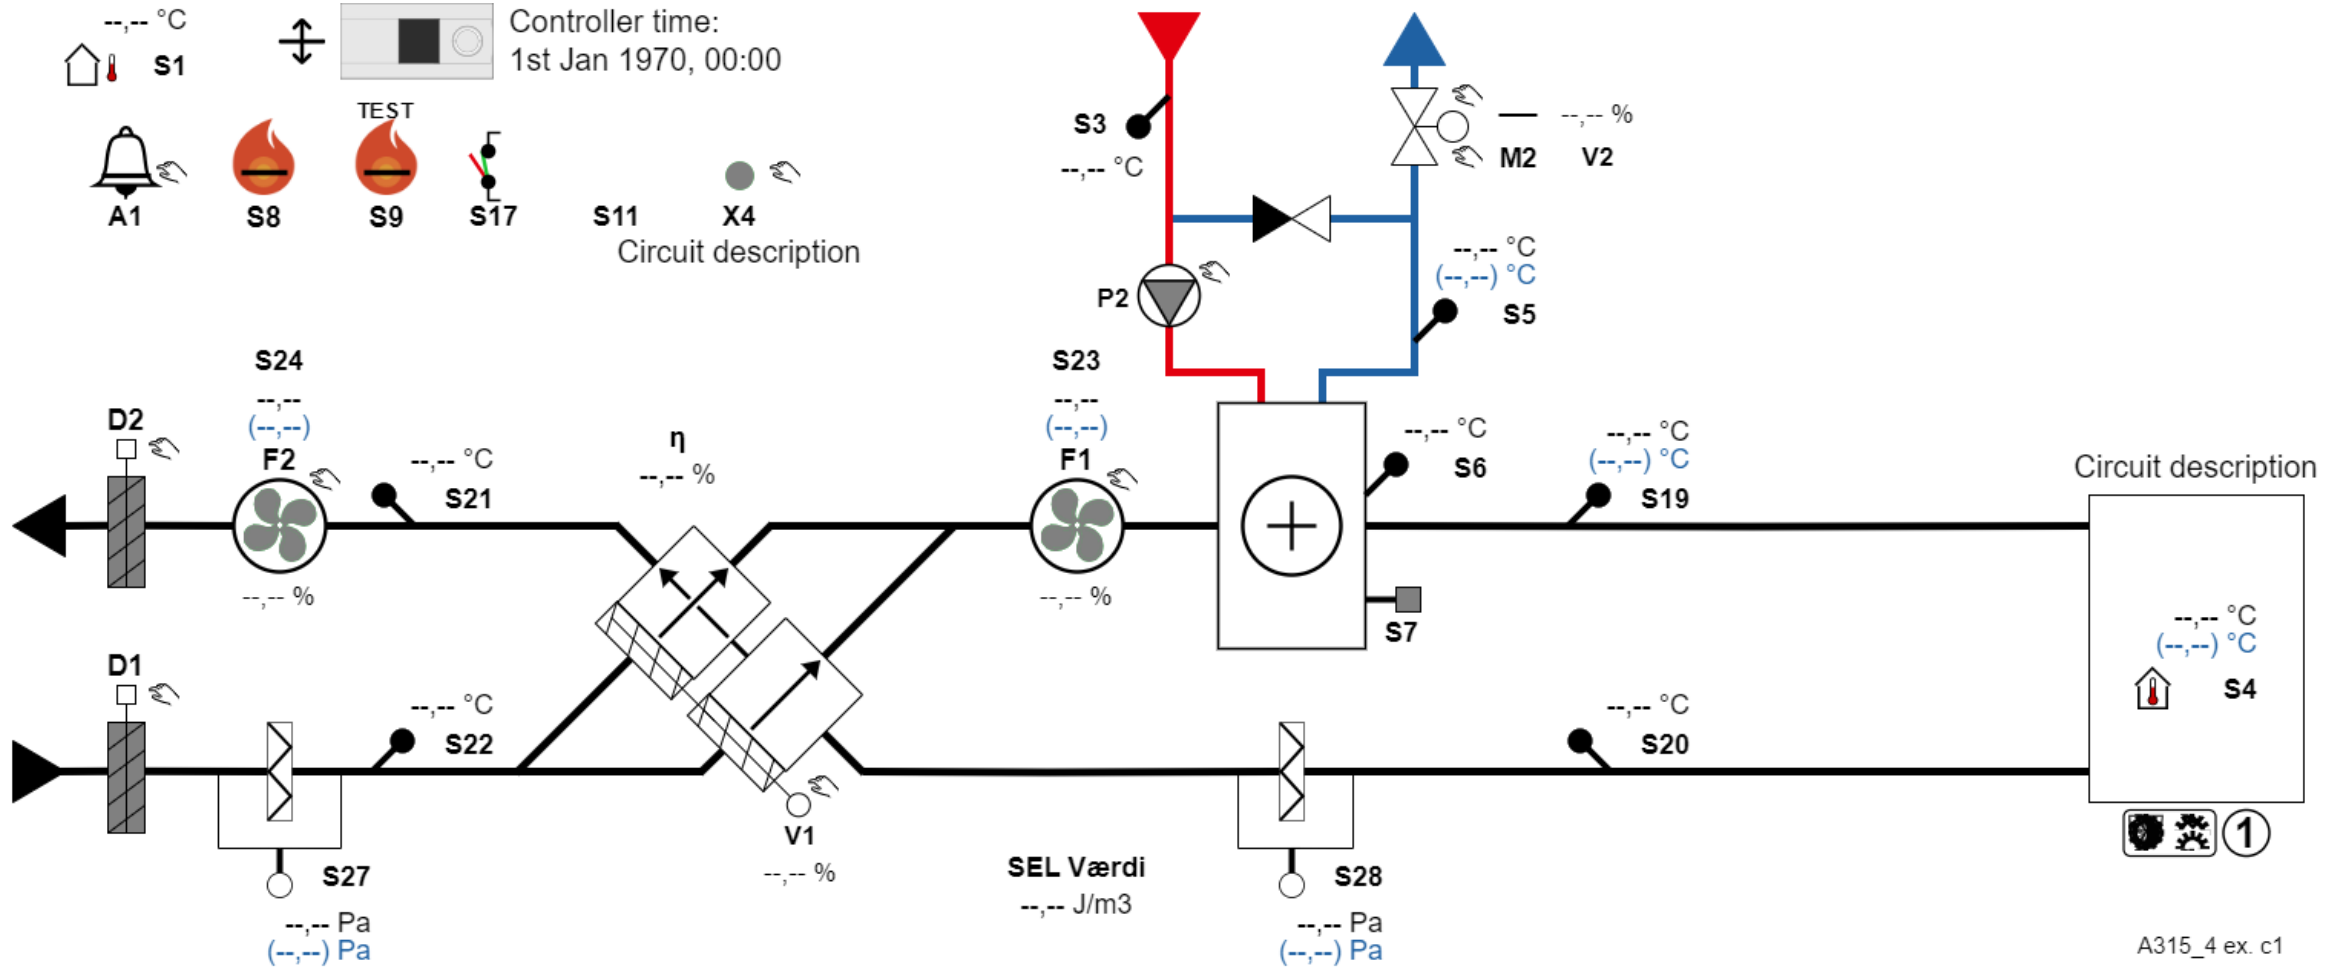 --,-- °C
S1
Controller time:
1st Jan 1970, 00:00
TEST
A1
S8
S9
S17
S11
X4
Circuit description
S3
--,-- °C
--,-- %
M2
V2
--,-- °C
(--,--) °C
S5
P2
S24
--,--
(--,--)
F2
--,-- %
D2
--,-- °C
S21
η
--,-- %
S23
--,--
(--,--)
F1
--,-- %
--,-- °C
S6
S7
--,-- °C
(--,--) °C
S19
Circuit description
--,-- °C
(--,--) °C
S4
D1
--,-- °C
S22
--,-- °C
S20
V1
--,-- %
S27
--,-- Pa
(--,--) Pa
SEL Værdi
--,-- J/m3
S28
--,-- Pa
(--,--) Pa
1
A315_4 ex. c1